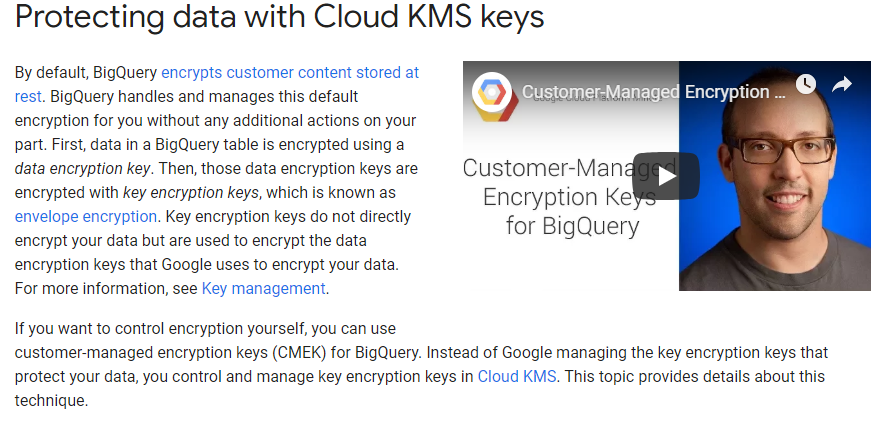 Protecting data with Cloud KMS keys
By default, BigQuery encrypts customer content stored at
rest. BigQuery handles and manages this default
encryption for you without any additional actions on your
part. First, data in a BigQuery table is encrypted using a
data encryption key. Then, those data encryption keys are
encrypted with key encryption keys, which is known as
envelope encryption. Key encryption keys do not directly
encrypt your data but are used to encrypt the data
encryption keys that Google uses to encrypt your data.
For more information, see Key management.
Customer-Managed Encryption ...
Google Cloud Platform
Customer-Managed
Encryption Keys
for BigQuery
If you want to control encryption yourself, you can use
customer-managed encryption keys (CMEK) for BigQuery. Instead of Google managing the key encryption keys that
protect your data, you control and manage key encryption keys in Cloud KMS. This topic provides details about this
technique.